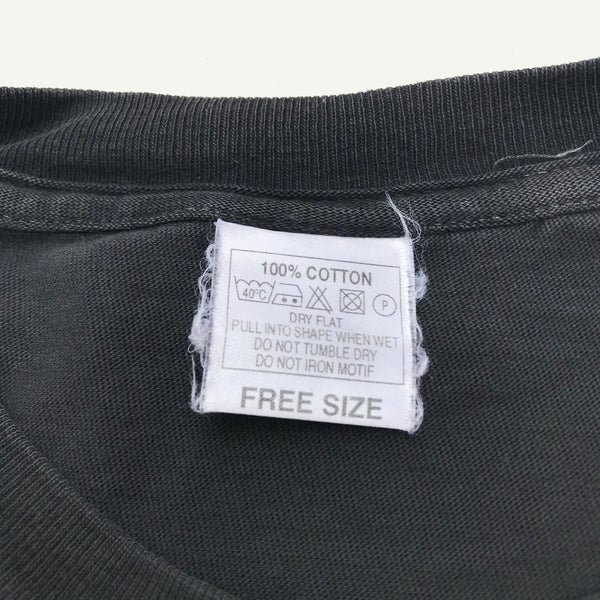 100% COTTON
40°C P
DRY FLAT
PULL INTO SHAPE WHEN WET
DO NOT TUMBLE DRY
DO NOT IRON MOTIF
FREE SIZE